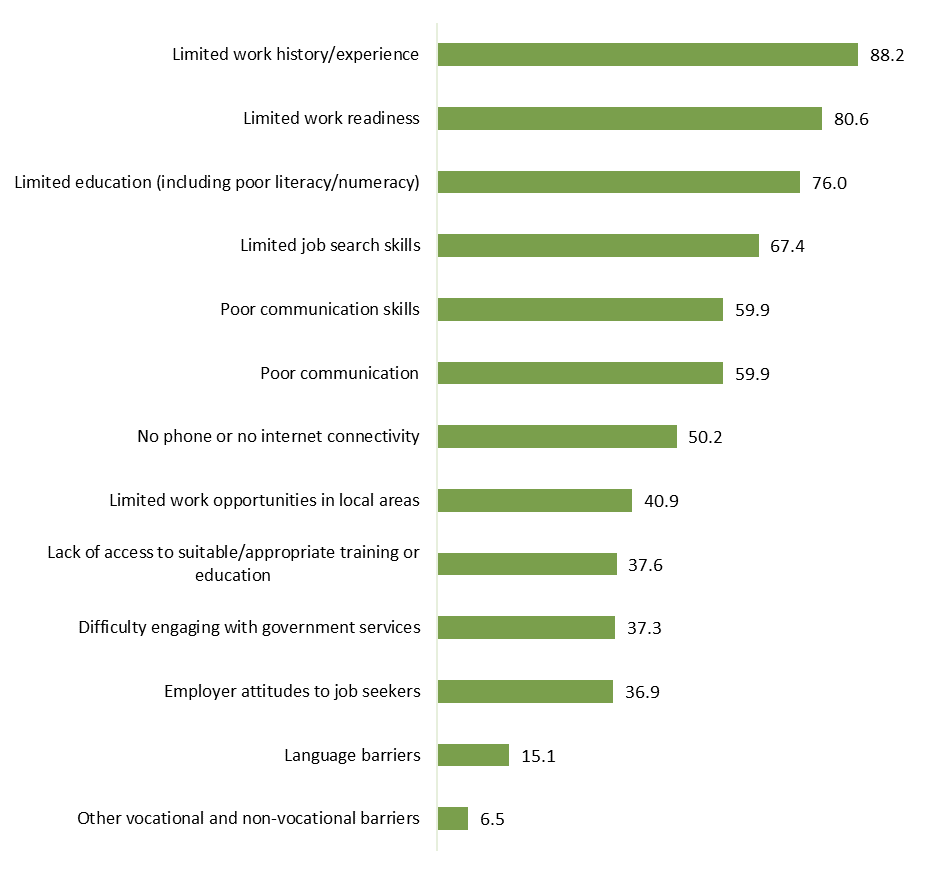 Limited work history/experience 88.2
Limited work readiness 80.6
Limited education (including poor literacy/numeracy) 76.0
Limited job search skills 67.4
Poor communication skills 59.9
Poor communication 59.9
No phone or no internet connectivity 50.2
Limited work opportunities in local areas 40.9
Lack of access to suitable/appropriate training or
education 37.6
Difficulty engaging with government services 37.3
Employer attitudes to job seekers 36.9
Language barriers 15.1
Other vocational and non-vocational barriers 6.5